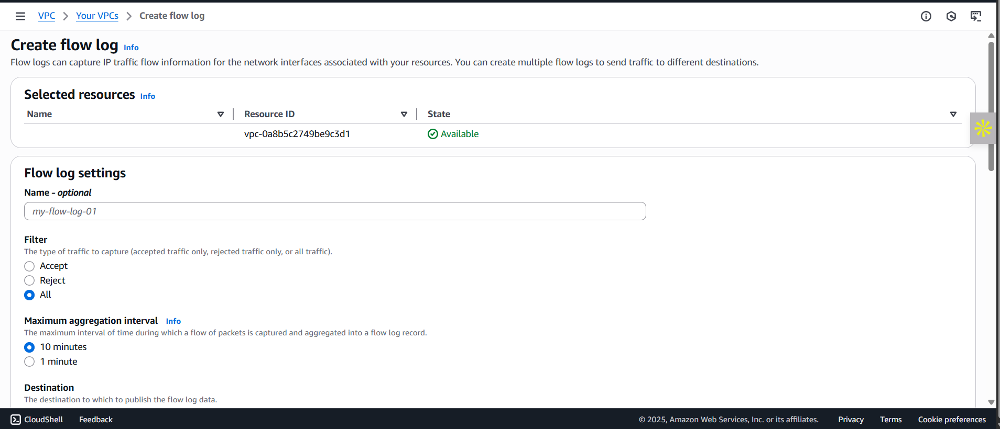 VPC > Your VPCs > Create flow log
Create flow log Info
Flow logs can capture IP traffic flow information for the network interfaces associated with your resources. You can create multiple flow logs to send traffic to different destinations.
Selected resources Info
Name Resource ID State
vpc-0a8b5c2749be9c3d1 Available
Flow log settings
Name - optional
my-flow-log-01
Filter
The type of traffic to capture (accepted traffic only, rejected traffic only, or all traffic).
Accept
Reject
All
Maximum aggregation interval Info
The maximum interval of time during which a flow of packets is captured and aggregated into a flow log record.
10 minutes
1 minute
Destination
The destination to which to publish the flow log data.
CloudShell Feedback © 2025, Amazon Web Services, Inc. or its affiliates. Privacy Terms Cookie preferences